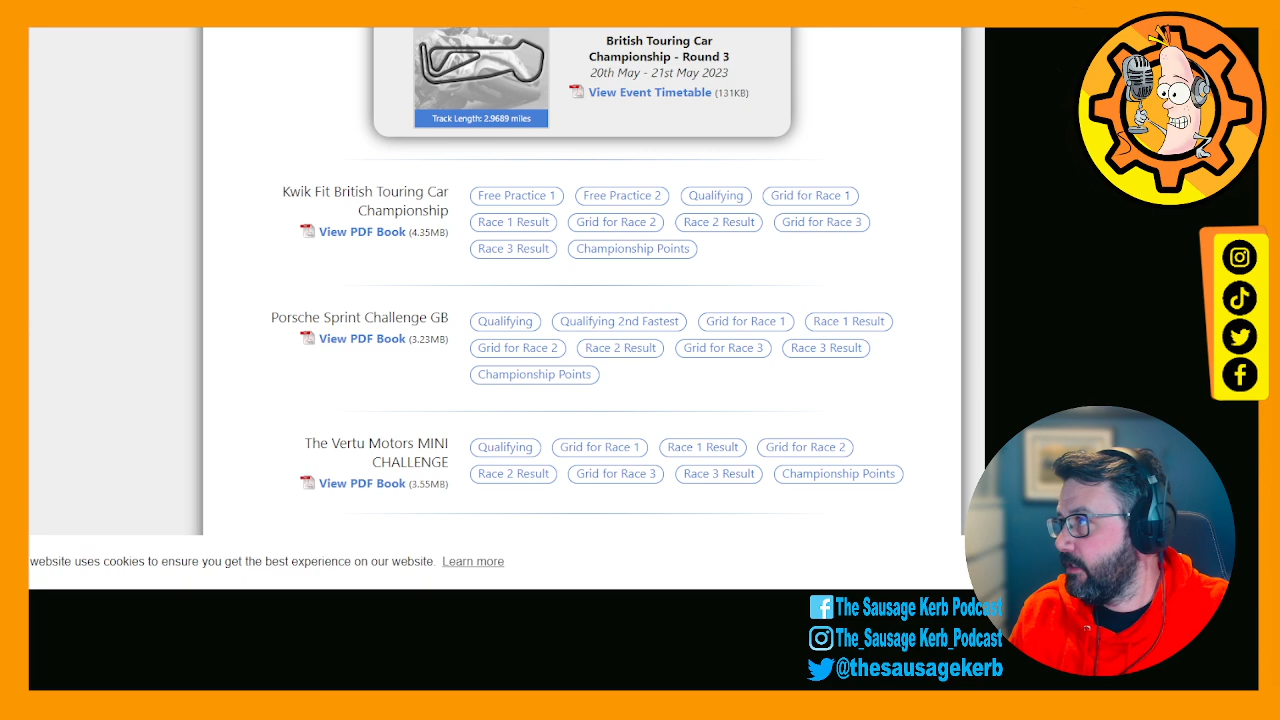 British Touring Car
Championship - Round 3
20th May - 21st May 2023
View Event Timetable (131KB)
Track Length: 2.9689 miles
Kwik Fit British Touring Car
Championship
View PDF Book (4.35MB)
Free Practice 1 Free Practice 2 Qualifying Grid for Race 1
Race 1 Result Grid for Race 2 Race 2 Result Grid for Race 3
Race 3 Result Championship Points
Porsche Sprint Challenge GB
View PDF Book (3.23MB)
Qualifying Qualifying 2nd Fastest Grid for Race 1 Race 1 Result
Grid for Race 2 Race 2 Result Grid for Race 3 Race 3 Result
Championship Points
The Vertu Motors MINI
CHALLENGE
View PDF Book (3.55MB)
Qualifying Grid for Race 1 Race 1 Result Grid for Race 2
Race 2 Result Grid for Race 3 Race 3 Result Championship Points
website uses cookies to ensure you get the best experience on our website. Learn more
The Sausage Kerb Podcast
The_Sausage Kerb_Podcast
@thesausagekerb